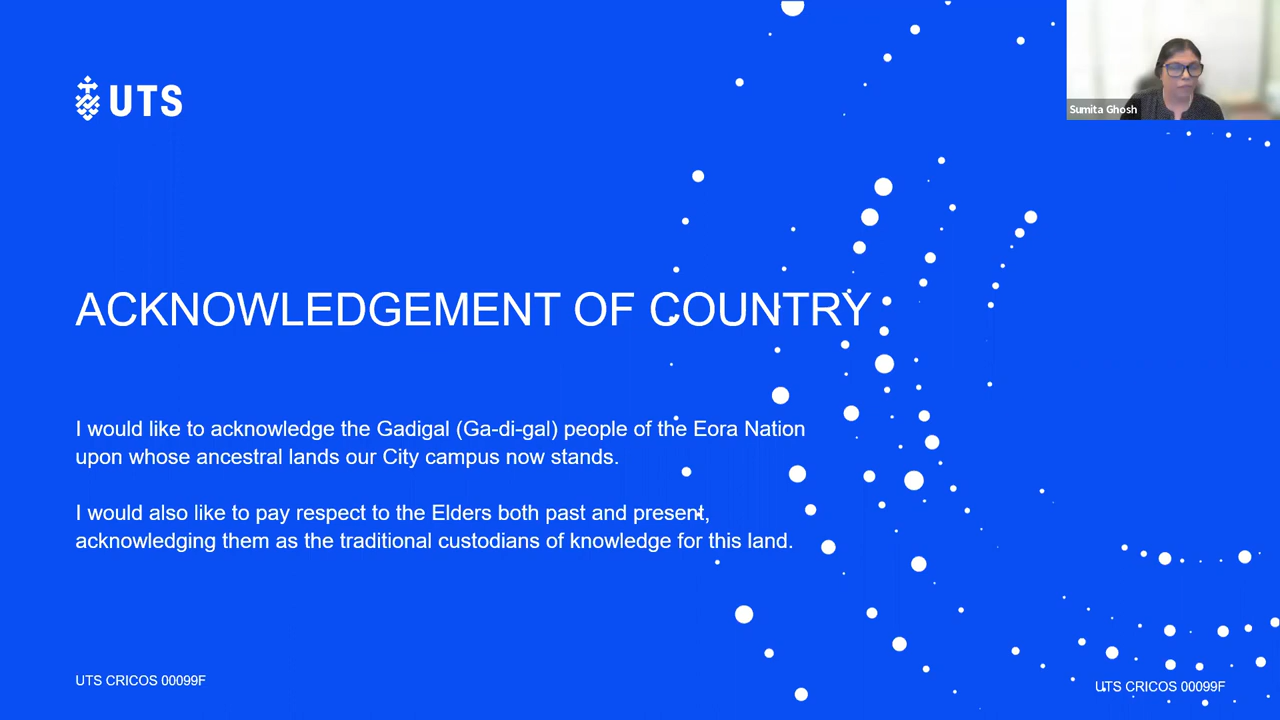 UTS
Sumita Ghosh
ACKNOWLEDGEMENT OF COUNTRY
I would like to acknowledge the Gadigal (Ga-di-gal) people of the Eora Nation
upon whose ancestral lands our City campus now stands.
I would also like to pay respect to the Elders both past and present,
acknowledging them as the traditional custodians of knowledge for this land.
UTS CRICOS 00099F
UTS CRICOS 00099F